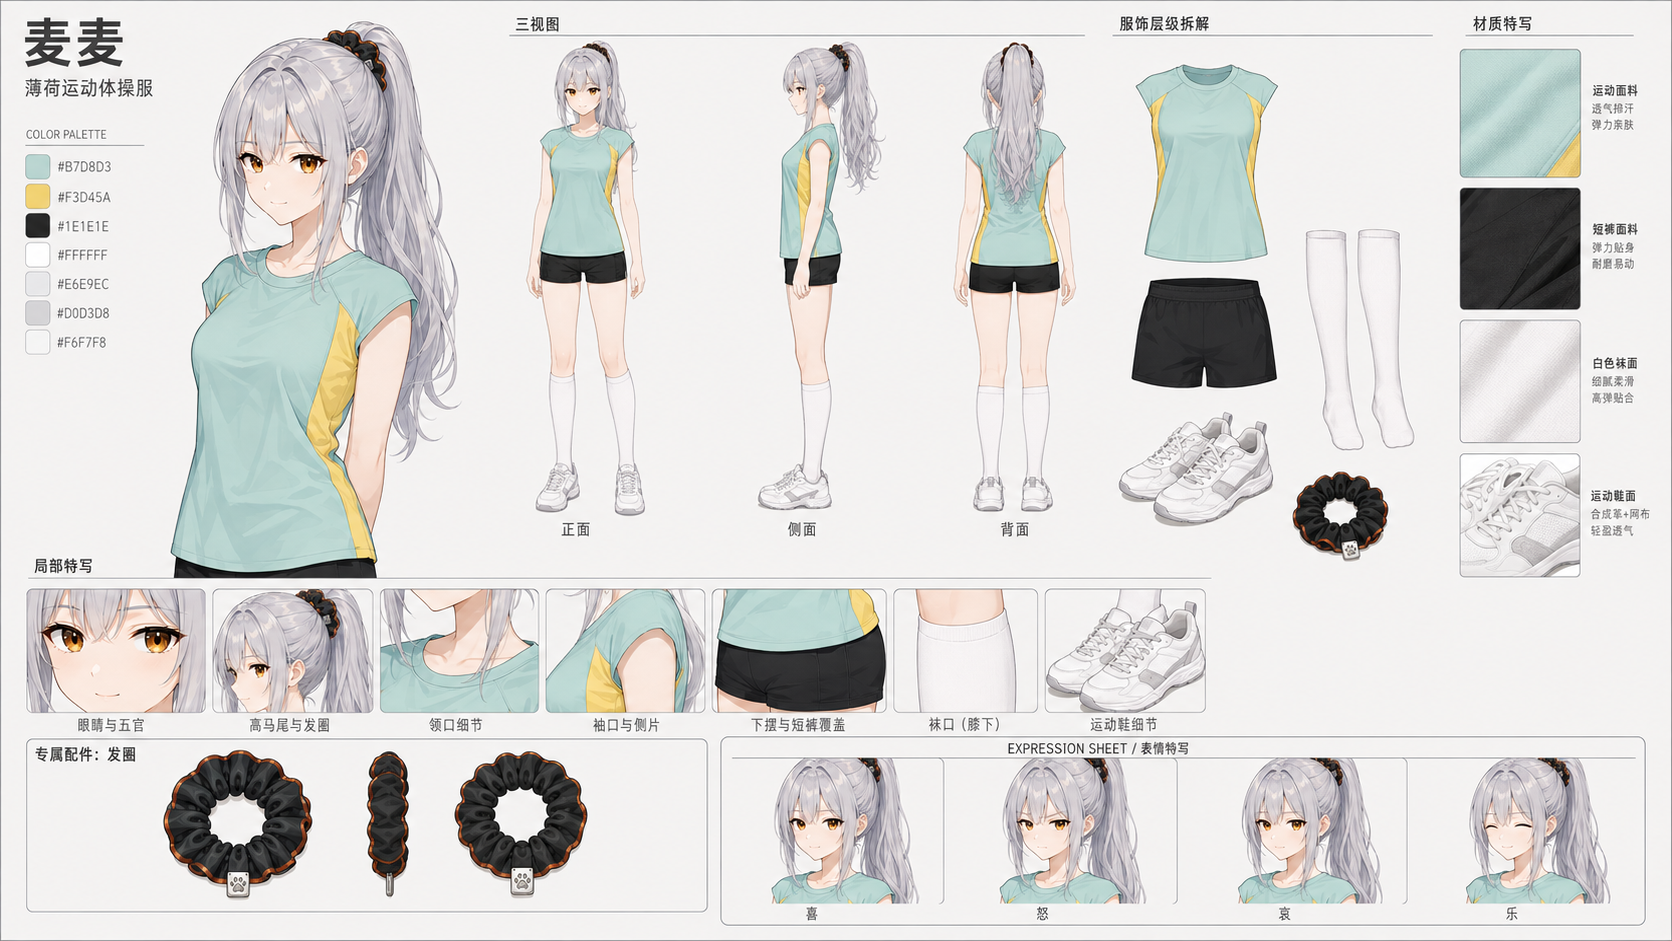 麦麦
薄荷运动体操服
COLOR PALETTE
#B7D8D3
#F3D45A
#1E1E1E
#FFFFFF
#E6E9EC
#D0D3D8
#F6F7F8
三视图
正面
侧面
背面
服饰层级拆解
材质特写
运动面料
透气排汗
弹力亲肤
短裤面料
弹力贴身
耐磨易动
白色袜面
细腻柔滑
高弹贴合
运动鞋面
合成革+网布
轻盈透气
局部特写
眼睛与五官
高马尾与发圈
领口细节
袖口与侧片
下摆与短裤覆盖
袜口（膝下）
运动鞋细节
专属配件：发圈
EXPRESSION SHEET / 表情特写
喜
怒
哀
乐